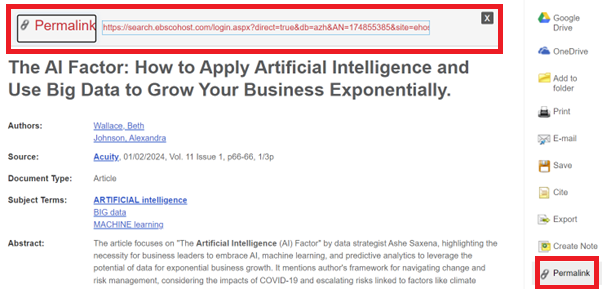 Permalink
https://search.ebscohost.com/login.aspx?direct=true&db=azh&AN=174855385&site=ehos
X
The AI Factor: How to Apply Artificial Intelligence and
Use Big Data to Grow Your Business Exponentially.
Authors: Wallace, Beth
Johnson, Alexandra
Source: Acuity, 01/02/2024, Vol. 11 Issue 1, p66-66, 1/3p
Document Type: Article
Subject Terms: ARTIFICIAL intelligence
BIG data
MACHINE learning
Abstract: The article focuses on "The Artificial Intelligence (AI) Factor" by data strategist Ashe Saxena, highlighting the
necessity for business leaders to embrace AI, machine learning, and predictive analytics to leverage the
potential of data for exponential business growth. It mentions author's framework for navigating change and
risk management, considering the impacts of COVID-19 and escalating risks linked to factors like climate
Google
Drive
OneDrive
Add to
folder
Print
E-mail
Save
Cite
Export
Create Note
Permalink